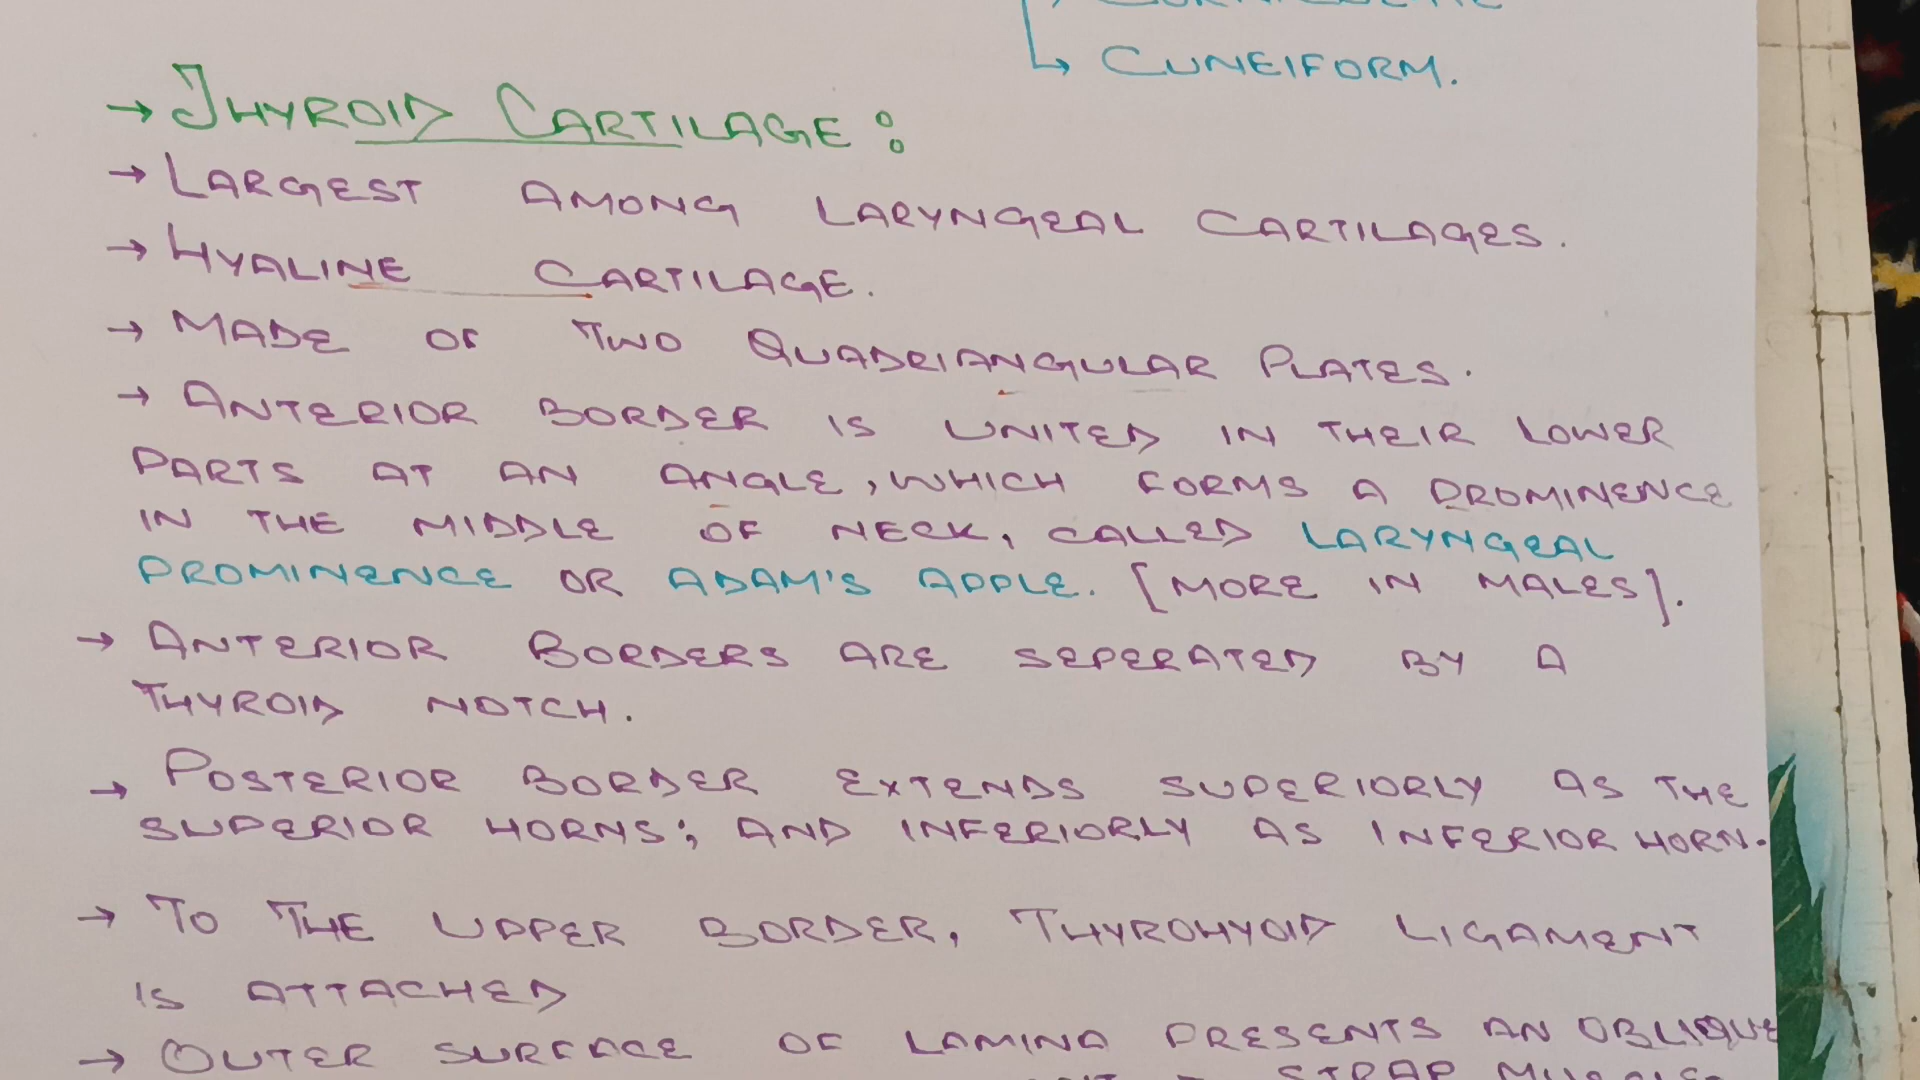 ↳ CUNEIFORM.
→ THYROID CARTILAGE :
→ LARGEST AMONG LARYNGEAL CARTILAGES.
→ HYALINE CARTILAGE.
→ MADE OF TWO QUADRIANGULAR PLATES.
→ ANTERIOR BORDER IS UNITED IN THEIR LOWER
PARTS AT AN ANGLE, WHICH FORMS A PROMINENCE
IN THE MIDDLE OF NECK, CALLED LARYNGEAL
PROMINENCE OR ADAM'S APPLE. [MORE IN MALES].
→ ANTERIOR BORDERS ARE SEPERATED BY A
THYROID NOTCH.
→ POSTERIOR BORDER EXTENDS SUPERIORLY AS THE
SUPERIOR HORNS; AND INFERIORLY AS INFERIOR HORN.
→ TO THE UPPER BORDER, THYROHYOID LIGAMENT
IS ATTACHED
→ OUTER SURFACE OF LAMINA PRESENTS AN OBLIQUE
STRAP